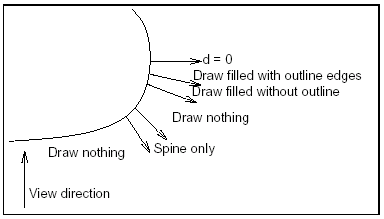 d = 0
Draw filled with outline edges
Draw filled without outline
Draw nothing
Draw nothing
Spine only
View direction